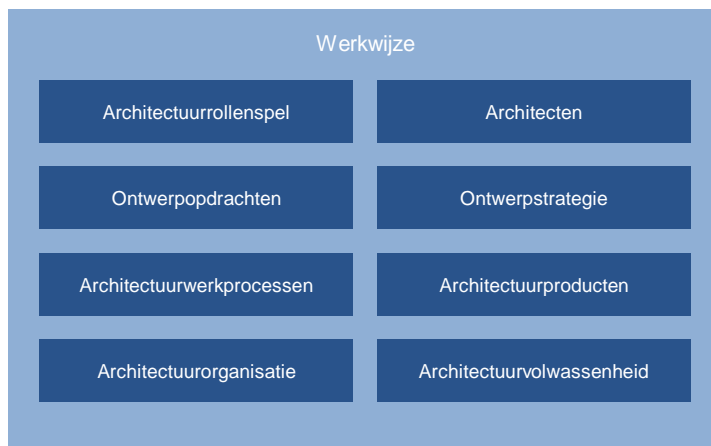 Werkwijze
Architectuurrollenspel
Architecten
Ontwerpopdrachten
Ontwerpstrategie
Architectuurwerkprocessen
Architectuurproducten
Architectuurorganisatie
Architectuurvolwassenheid